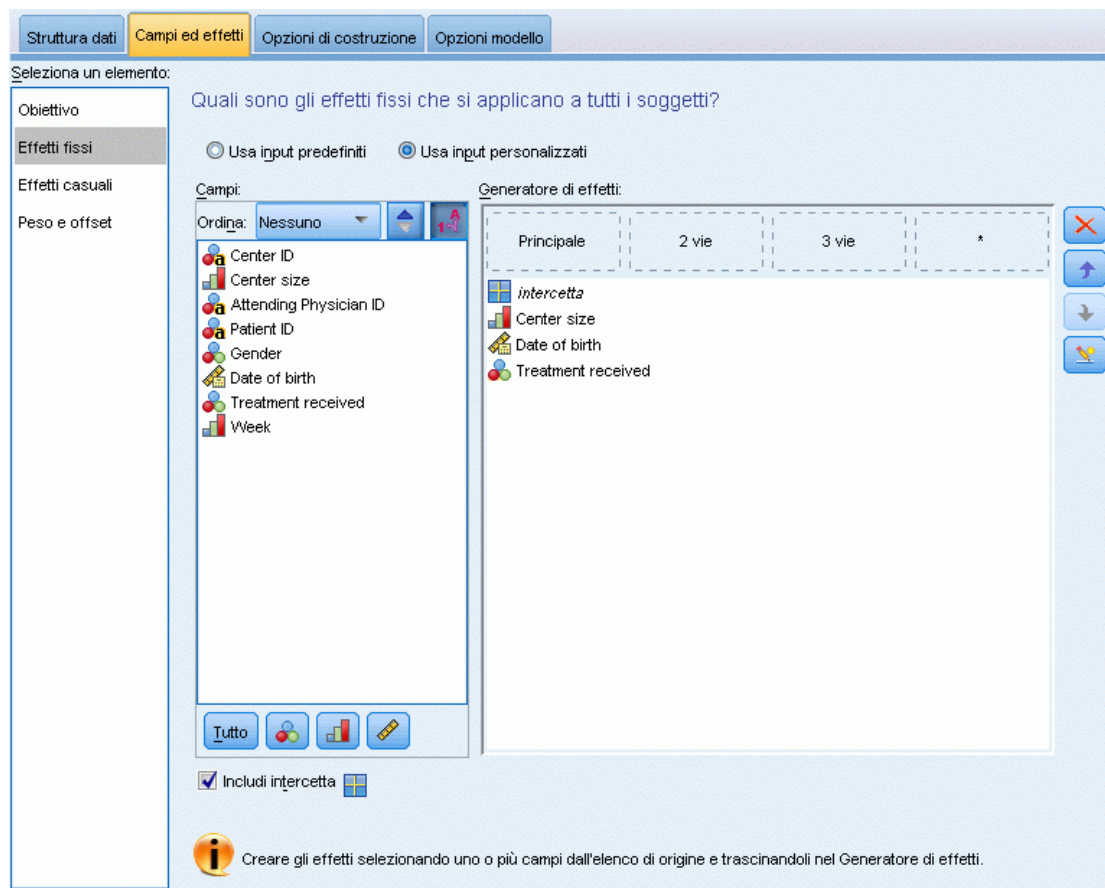 Struttura dati
Campi ed effetti
Opzioni di costruzione
Opzioni modello
Seleziona un elemento:
Obiettivo
Effetti fissi
Effetti casuali
Peso e offset
Quali sono gli effetti fissi che si applicano a tutti i soggetti?
Usa input predefiniti
Usa input personalizzati
Campi:
Ordina: Nessuno
Center ID
Center size
Attending Physician ID
Patient ID
Gender
Date of birth
Treatment received
Week
Tutto
Generatore di effetti:
Principale
2 vie
3 vie
*
intercetta
Center size
Date of birth
Treatment received
Includi intercetta
Creare gli effetti selezionando uno o più campi dall'elenco di origine e trascinandoli nel Generatore di effetti.